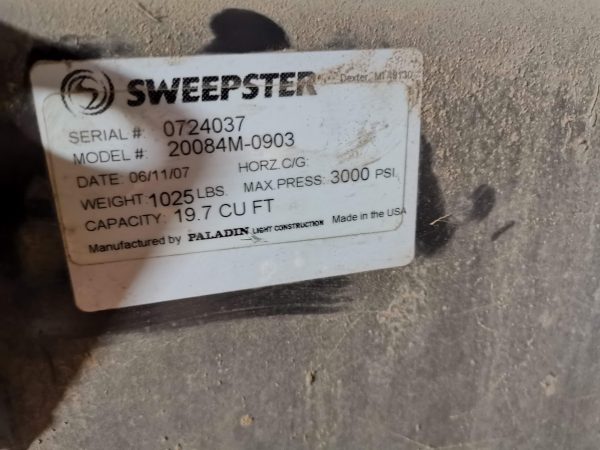 SWEEPSTER Dexter, MI 48130
SERIAL #: 0724037
MODEL #: 20084M-0903
DATE: 06/11/07 HORZ.C/G:
WEIGHT: 1025 LBS. MAX.PRESS: 3000 PSI.
CAPACITY: 19.7 CU FT
Manufactured by PALADIN LIGHT CONSTRUCTION Made in the USA